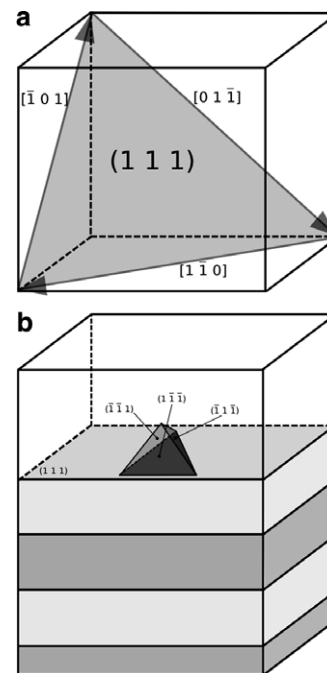 a
[1̄ 0 1]
[0 1 1̄]
(1 1 1)
[1 1̄ 0]
b
(1 1̄ 1̄)
(1̄ 1̄ 1)
(1̄ 1 1̄)
(1 1 1)